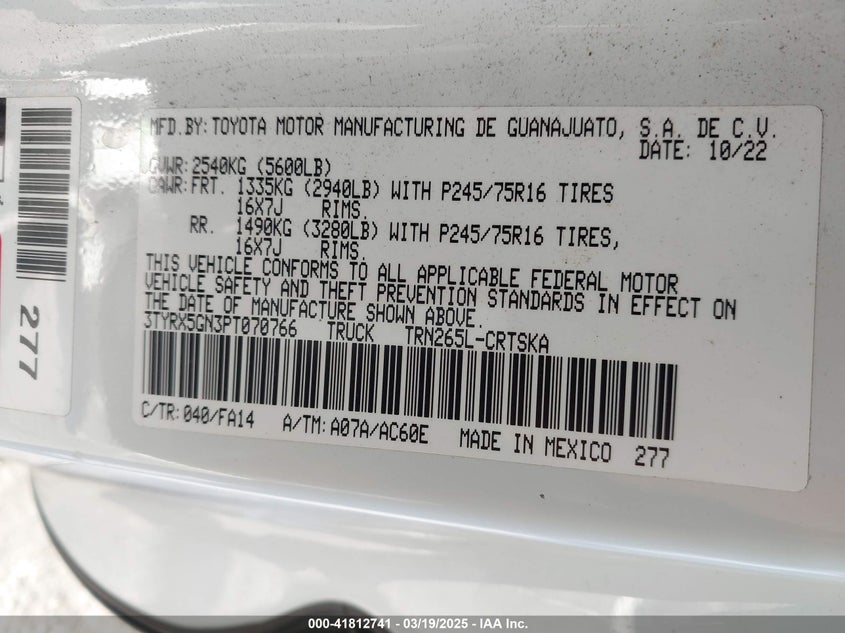 MFD.BY: TOYOTA MOTOR MANUFACTURING DE GUANAJUATO, S.A. DE C.V.
DATE: 10/22
GVWR: 2540KG (5600LB)
GAWR: FRT. 1335KG (2940LB) WITH P245/75R16 TIRES
16X7J RIMS.
RR. 1490KG (3280LB) WITH P245/75R16 TIRES,
16X7J RIMS.
THIS VEHICLE CONFORMS TO ALL APPLICABLE FEDERAL MOTOR
VEHICLE SAFETY AND THEFT PREVENTION STANDARDS IN EFFECT ON
THE DATE OF MANUFACTURE SHOWN ABOVE.
3TYRX5GN3PT070766 TRUCK TRN265L-CRTSKA
C/TR: 040/FA14 A/TM: A07A/AC60E MADE IN MEXICO 277
277
000-41812741 - 03/19/2025 - IAA Inc.